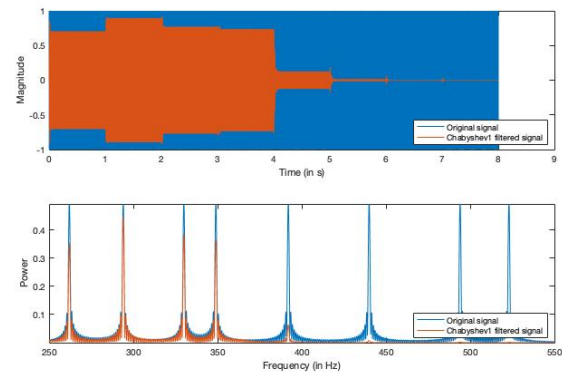 1
0.5
0
-0.5
-1
Magnitude
0 1 2 3 4 5 6 7 8 9
Time (in s)
Original signal
Chabyshev1 filtered signal
0.4
0.3
0.2
0.1
Power
250 300 350 400 450 500 550
Frequency (in Hz)
Original signal
Chabyshev1 filtered signal